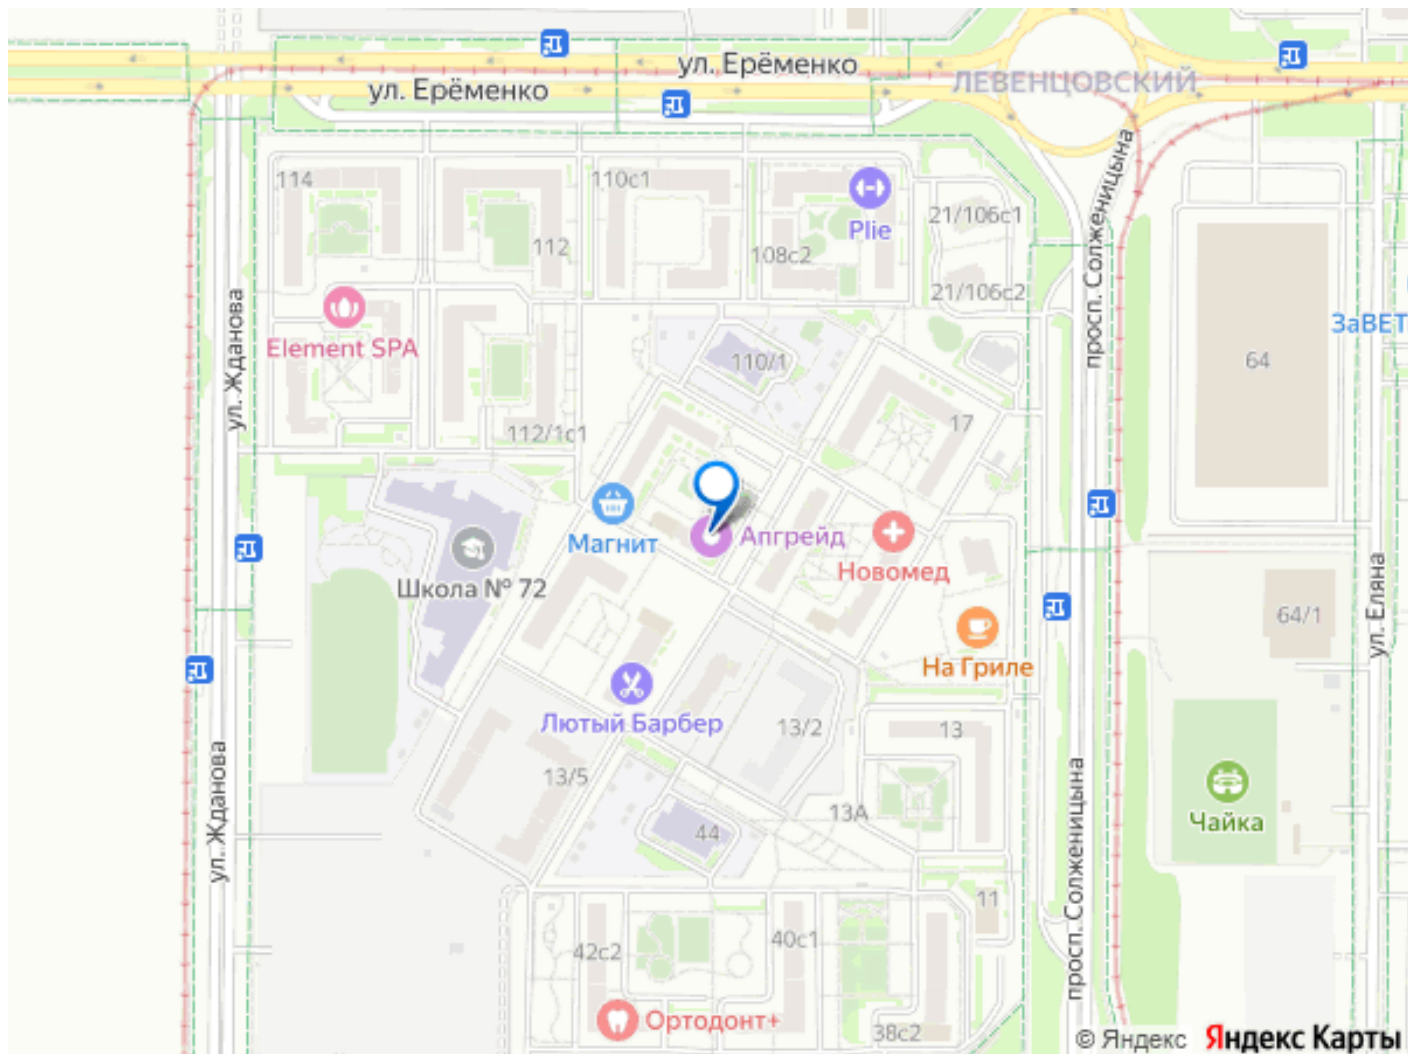 ул. Ерёменко
ул. Ерёменко
ЛЕВЕНЦОВСКИЙ
114
110с1
Plie
112
108с2
21/106с1
21/106с2
просп. Солженицына
ул. Жданова
Element SPA
ЗаВЕТ
110/1
64
17
112/1с1
Магнит
Апгрейд
Новомед
Школа № 72
64/1
ул. Еляна
На Гриле
Лютый Барбер
13/2
13
13/5
13А
ул. Жданова
44
Чайка
просп. Солженицына
11
42с2
40с1
Ортодонт+
38с2
© Яндекс Яндекс Карты